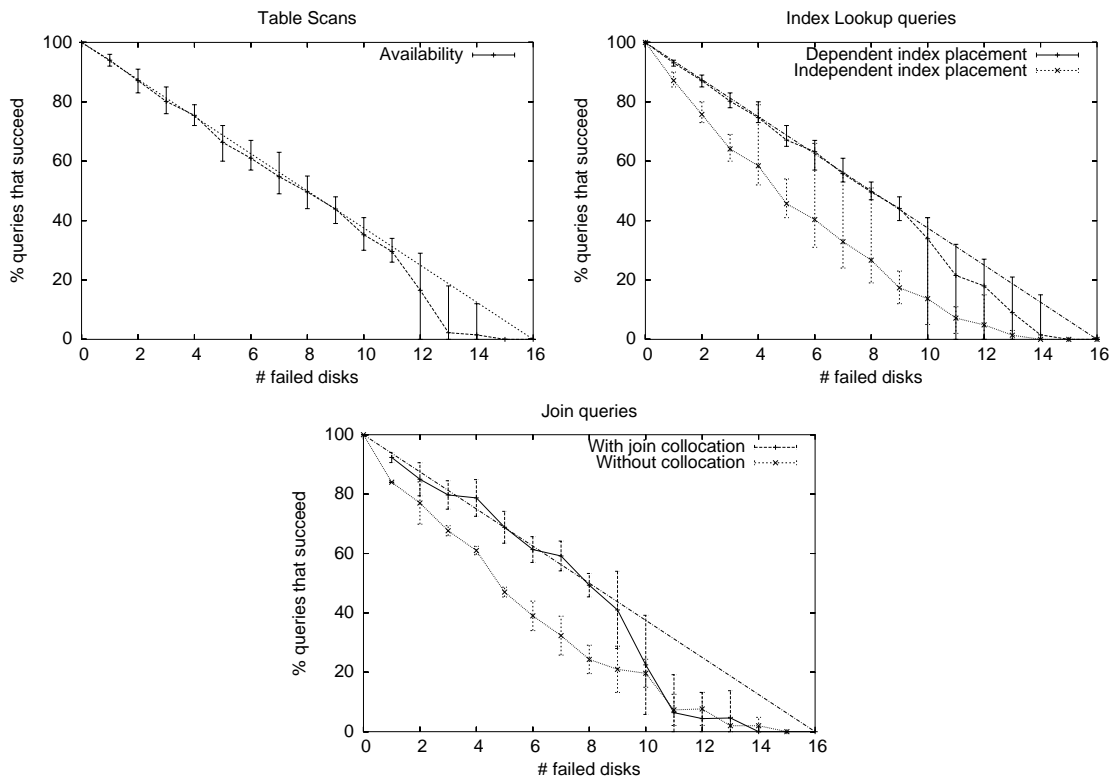 Table Scans
100
80
60
40
20
0
% queries that succeed
Availability
0 2 4 6 8 10 12 14 16
# failed disks
Index Lookup queries
100
80
60
40
20
0
% queries that succeed
Dependent index placement
Independent index placement
0 2 4 6 8 10 12 14 16
# failed disks
Join queries
100
80
60
40
20
0
% queries that succeed
With join collocation
Without collocation
0 2 4 6 8 10 12 14 16
# failed disks